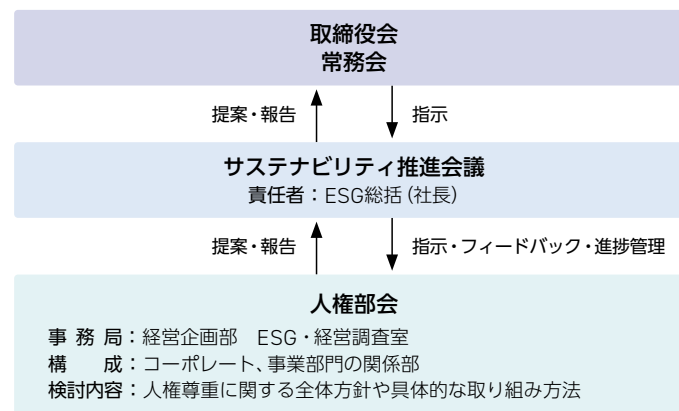 取締役会
常務会
提案・報告
指示
サステナビリティ推進会議
責任者：ESG総括（社長）
提案・報告
指示・フィードバック・進捗管理
人権部会
事務局：経営企画部　ESG・経営調査室
構　　成：コーポレート、事業部門の関係部
検討内容：人権尊重に関する全体方針や具体的な取り組み方法